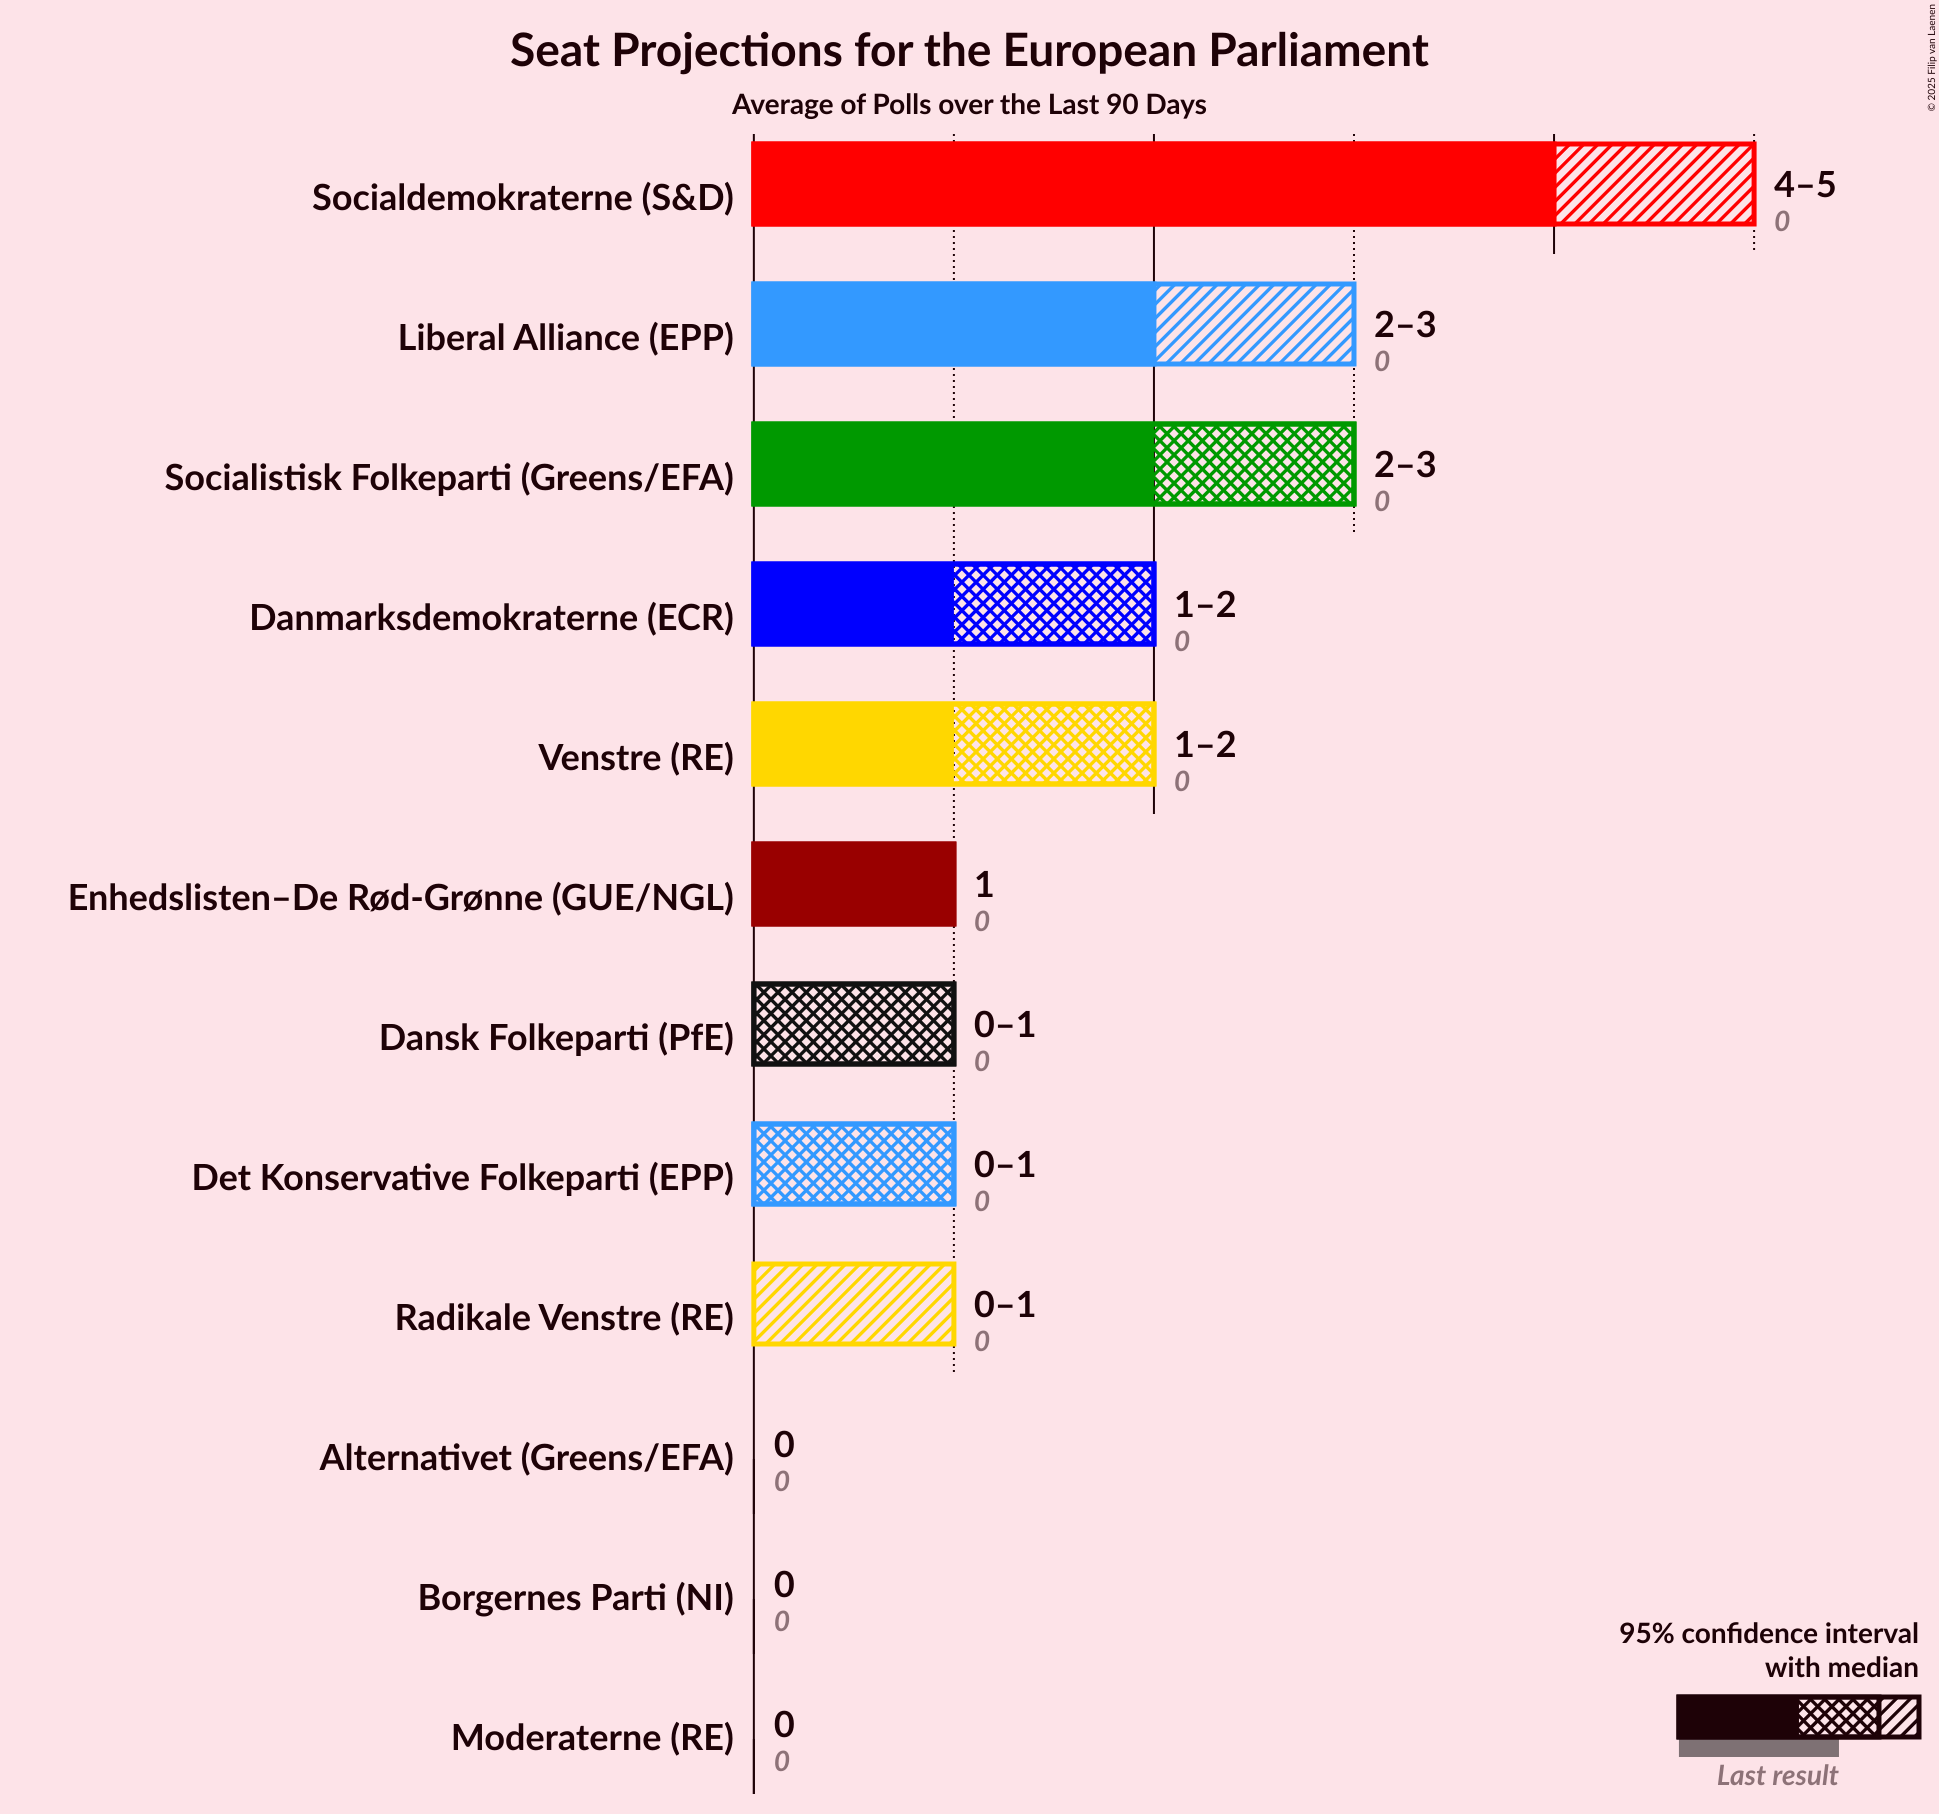 Seat Projections for the European Parliament
Average of Polls over the Last 90 Days
© 2025 Filip van Laenen
Socialdemokraterne (S&D)
4–5
0
Liberal Alliance (EPP)
2–3
0
Socialistisk Folkeparti (Greens/EFA)
2–3
0
Danmarksdemokraterne (ECR)
1–2
0
Venstre (RE)
1–2
0
Enhedslisten–De Rød-Grønne (GUE/NGL)
1
0
Dansk Folkeparti (PfE)
0–1
0
Det Konservative Folkeparti (EPP)
0–1
0
Radikale Venstre (RE)
0–1
0
Alternativet (Greens/EFA)
0
0
Borgernes Parti (NI)
0
0
Moderaterne (RE)
0
0
95% confidence interval
with median
Last result